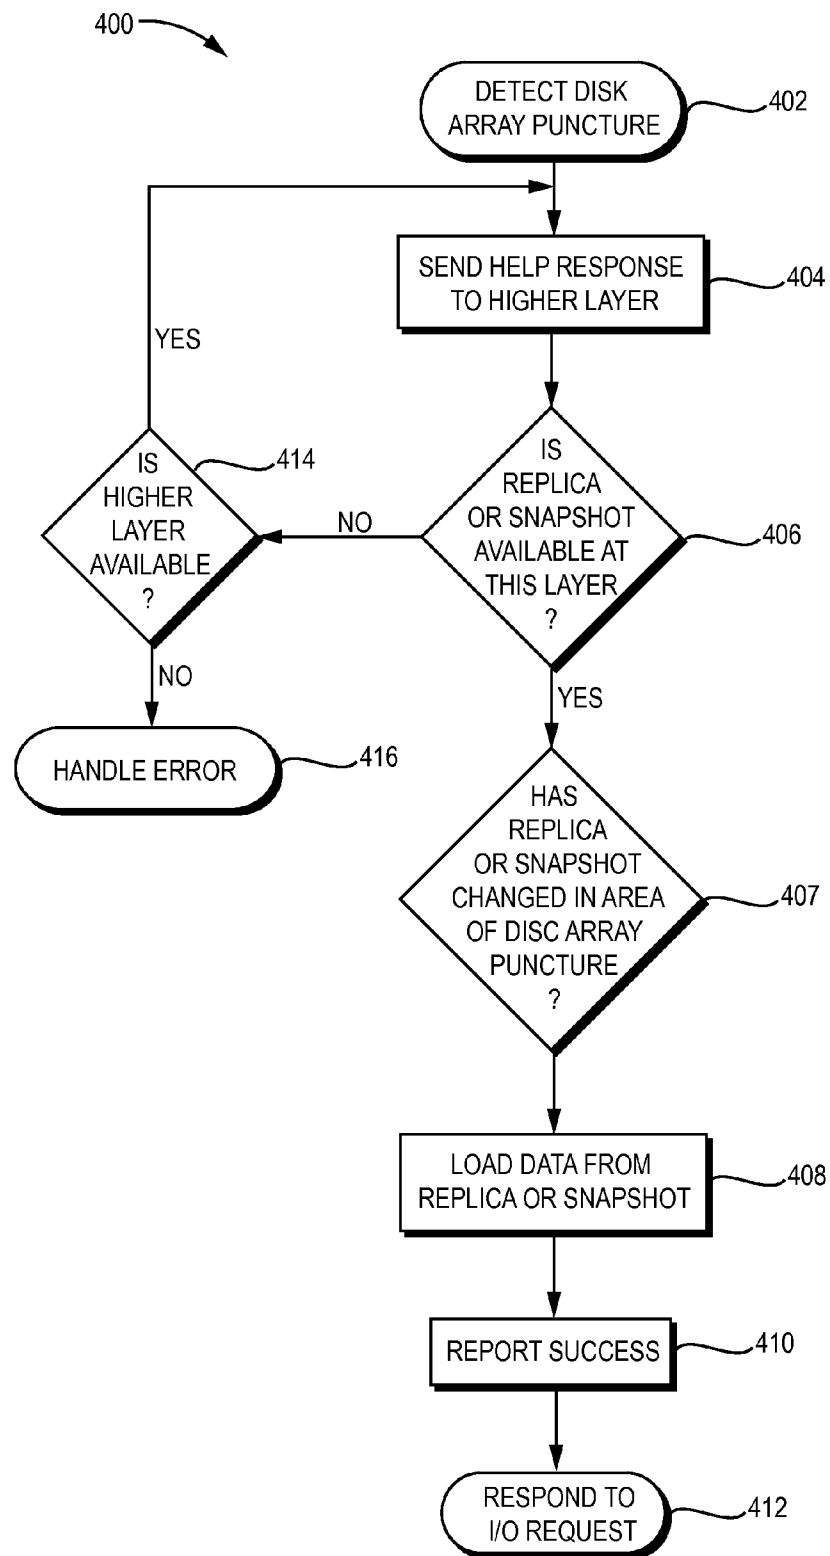 400
DETECT DISK
ARRAY PUNCTURE
402
SEND HELP RESPONSE
TO HIGHER LAYER
404
YES
IS
HIGHER
LAYER
AVAILABLE
?
414
NO
IS
REPLICA
OR SNAPSHOT
AVAILABLE AT
THIS LAYER
?
406
NO
YES
HANDLE ERROR
416
HAS
REPLICA
OR SNAPSHOT
CHANGED IN AREA
OF DISC ARRAY
PUNCTURE
?
407
LOAD DATA FROM
REPLICA OR SNAPSHOT
408
REPORT SUCCESS
410
RESPOND TO
I/O REQUEST
412